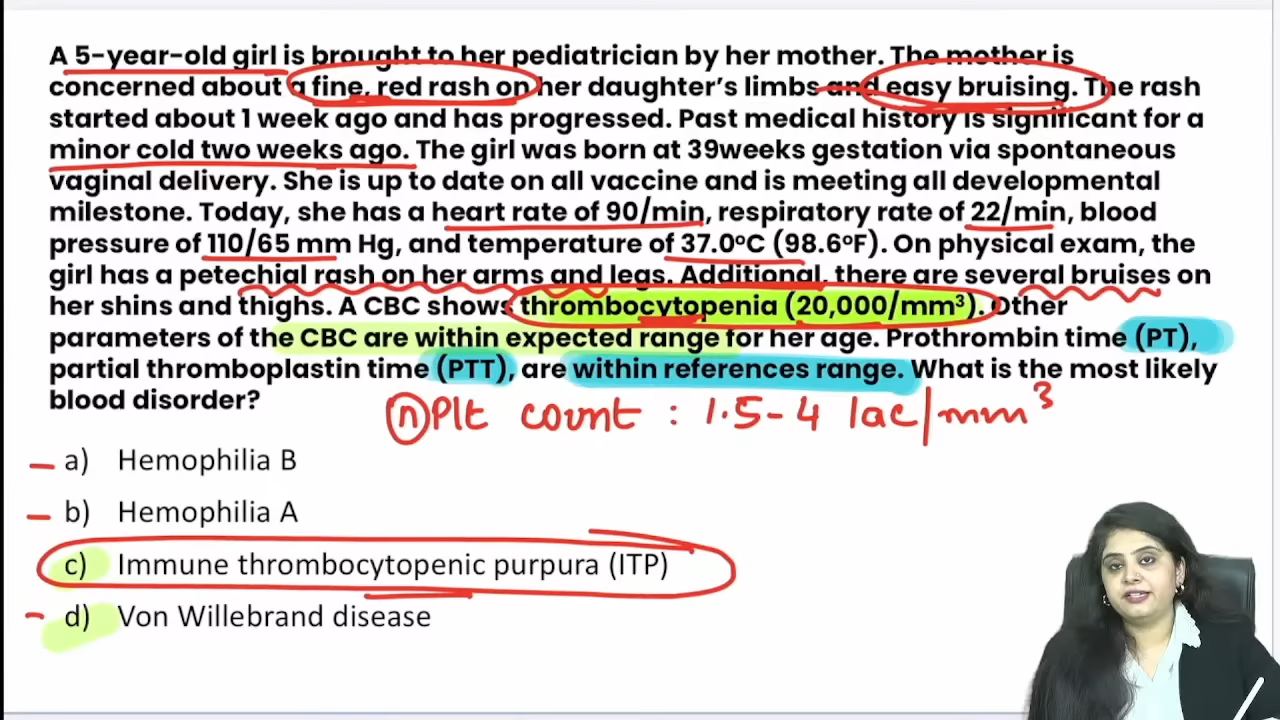 A 5-year-old girl is brought to her pediatrician by her mother. The mother is
concerned about a fine, red rash on her daughter's limbs and easy bruising. The rash
started about 1 week ago and has progressed. Past medical history is significant for a
minor cold two weeks ago. The girl was born at 39weeks gestation via spontaneous
vaginal delivery. She is up to date on all vaccine and is meeting all developmental
milestone. Today, she has a heart rate of 90/min, respiratory rate of 22/min, blood
pressure of 110/65 mm Hg, and temperature of 37.0ºC (98.6ºF). On physical exam, the
girl has a petechial rash on her arms and legs. Additional, there are several bruises on
her shins and thighs. A CBC shows thrombocytopenia (20,000/mm³). Other
parameters of the CBC are within expected range for her age. Prothrombin time (PT),
partial thromboplastin time (PTT), are within references range. What is the most likely
blood disorder?
(n) Plt count : 1.5-4 lac/mm³
a) Hemophilia B
b) Hemophilia A
c) Immune thrombocytopenic purpura (ITP)
d) Von Willebrand disease